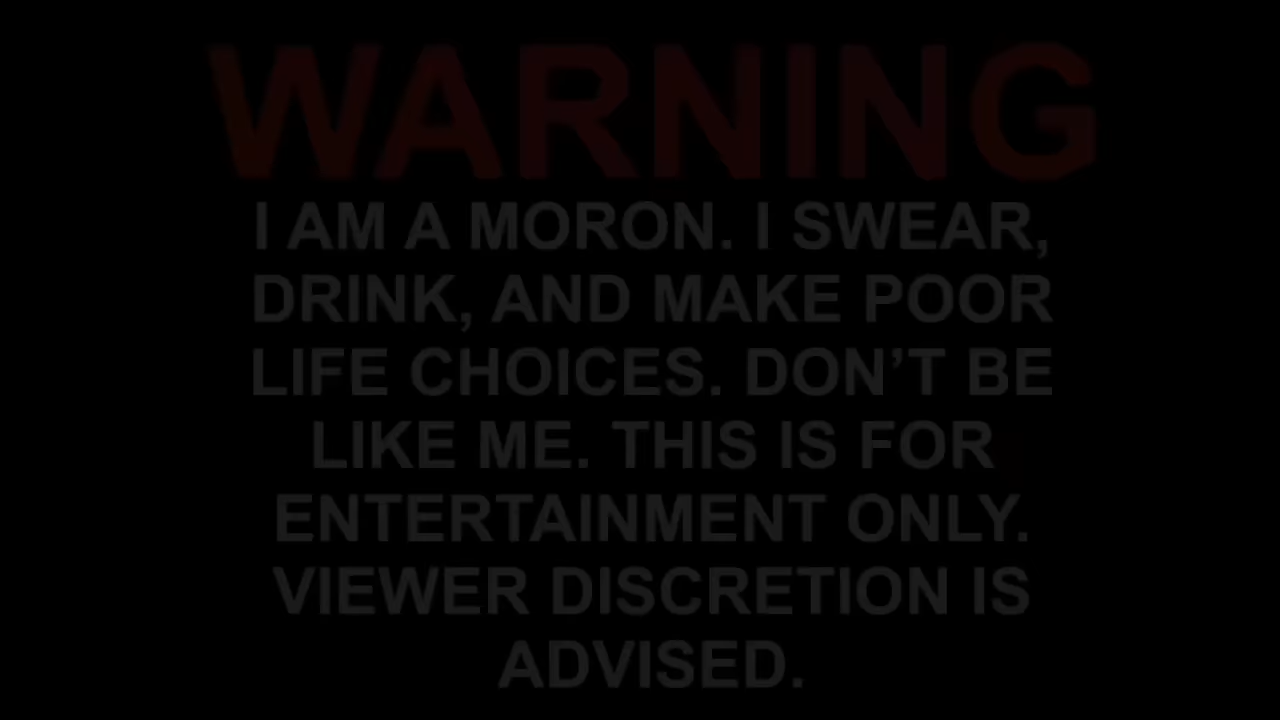 WARNING
I AM A MORON. I SWEAR,
DRINK, AND MAKE POOR
LIFE CHOICES. DON’T BE
LIKE ME. THIS IS FOR
ENTERTAINMENT ONLY.
VIEWER DISCRETION IS
ADVISED.